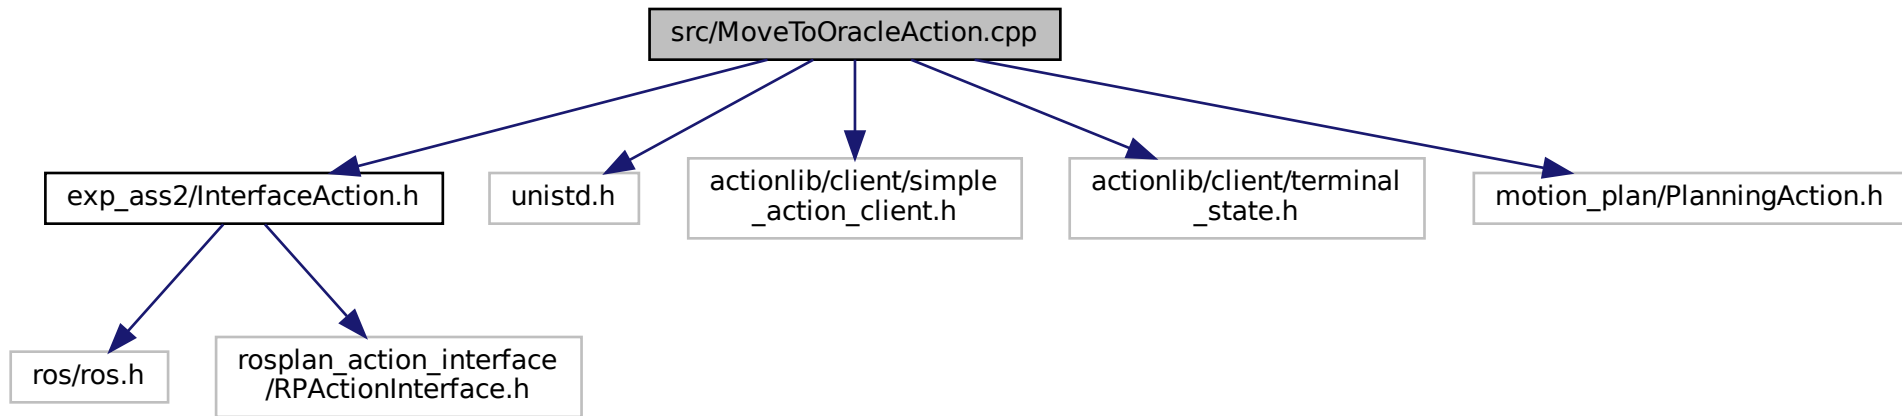 src/MoveToOracleAction.cpp
exp_ass2/InterfaceAction.h
unistd.h
actionlib/client/simple
_action_client.h
actionlib/client/terminal
_state.h
motion_plan/PlanningAction.h
ros/ros.h
rosplan_action_interface
/RPActionInterface.h